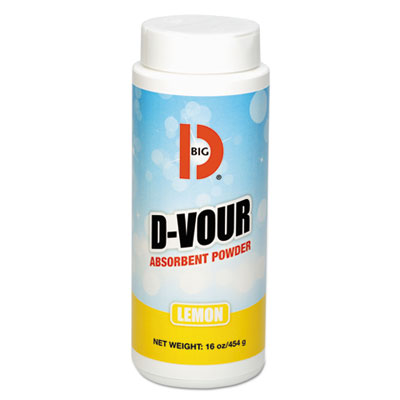 BIG
D®
D-VOUR
ABSORBENT POWDER
LEMON
NET WEIGHT: 16 oz/454 g